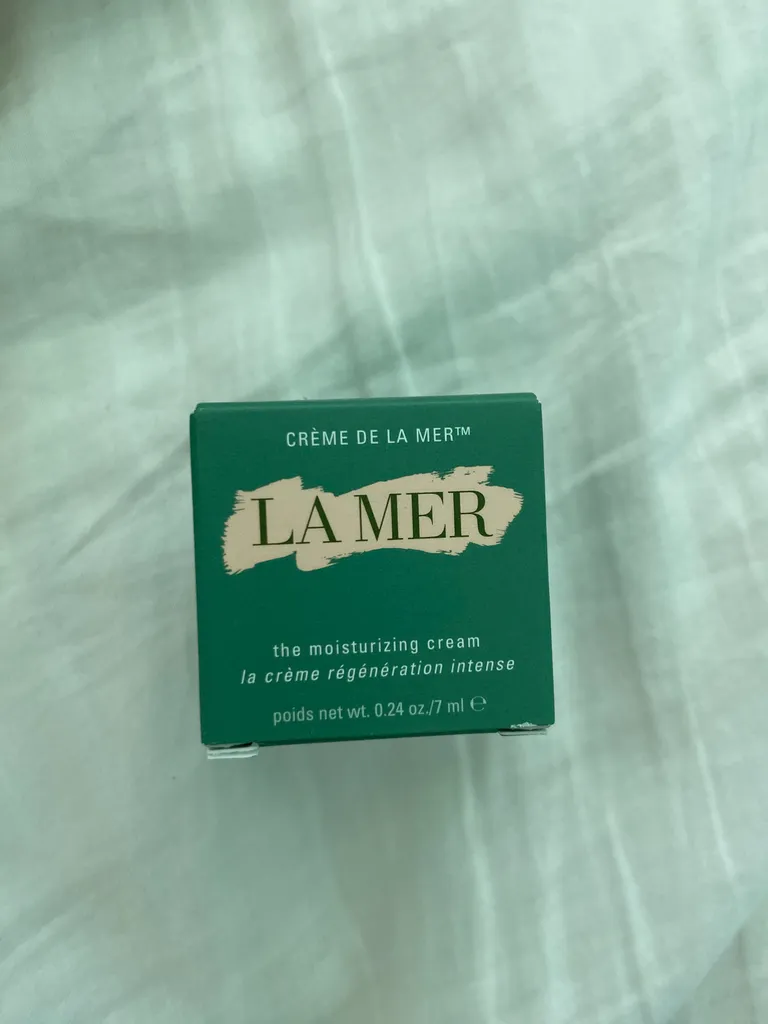 CRÈME DE LA MER™
LA MER
the moisturizing cream
la crème régénération intense
poids net wt. 0.24 oz./7 ml ℮